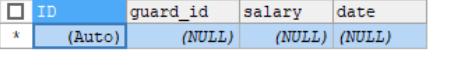 ID guard_id salary date
* (Auto) (NULL) (NULL) (NULL)